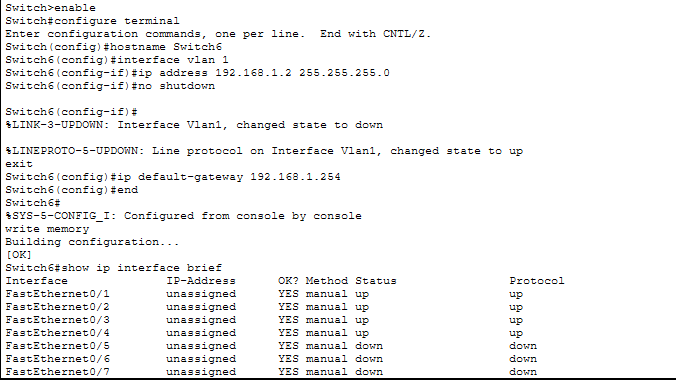 Switch>enable
Switch#configure terminal
Enter configuration commands, one per line.  End with CNTL/Z.
Switch(config)#hostname Switch6
Switch6(config)#interface vlan 1
Switch6(config-if)#ip address 192.168.1.2 255.255.255.0
Switch6(config-if)#no shutdown

Switch6(config-if)#
%LINK-3-UPDOWN: Interface Vlan1, changed state to down

%LINEPROTO-5-UPDOWN: Line protocol on Interface Vlan1, changed state to up
exit
Switch6(config)#ip default-gateway 192.168.1.254
Switch6(config)#end
Switch6#
%SYS-5-CONFIG_I: Configured from console by console
write memory
Building configuration...
[OK]
Switch6#show ip interface brief
Interface              IP-Address      OK? Method Status                Protocol
FastEthernet0/1        unassigned      YES manual up                    up
FastEthernet0/2        unassigned      YES manual up                    up
FastEthernet0/3        unassigned      YES manual up                    up
FastEthernet0/4        unassigned      YES manual up                    up
FastEthernet0/5        unassigned      YES manual down                  down
FastEthernet0/6        unassigned      YES manual down                  down
FastEthernet0/7        unassigned      YES manual down                  down